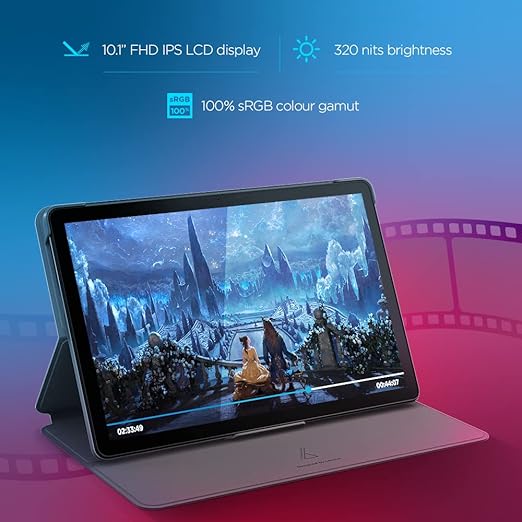 10.1" FHD IPS LCD display
320 nits brightness
sRGB
100%
100% sRGB colour gamut
02:33:49
00:44:07